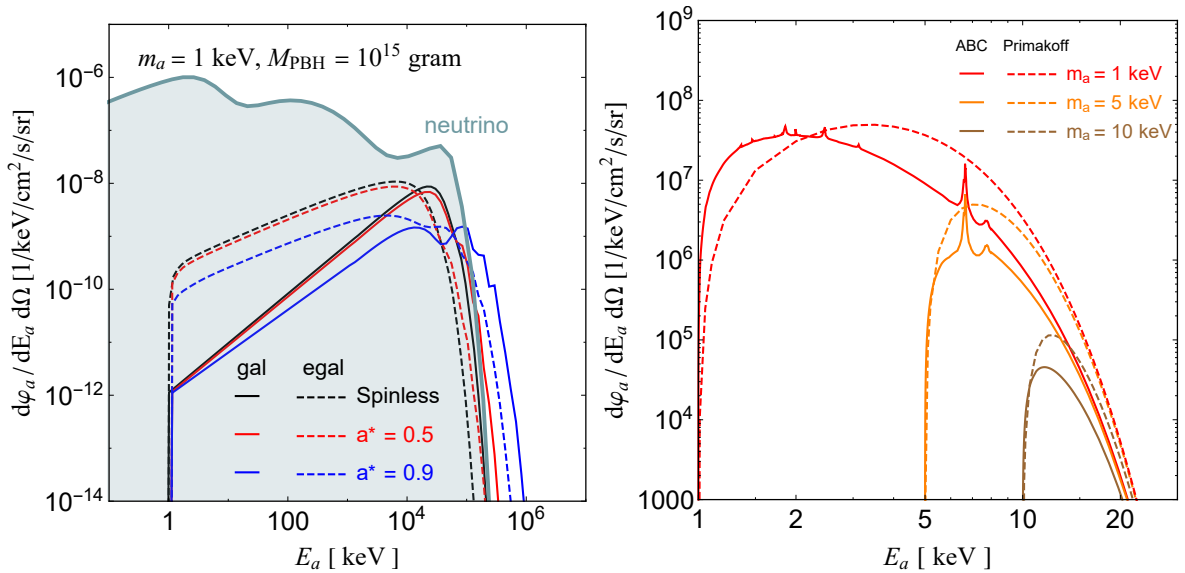 m_a = 1 keV, M_PBH = 10^15 gram
neutrino
gal egal
Spinless
a* = 0.5
a* = 0.9
10^-6
10^-8
10^-10
10^-12
10^-14
1 100 10^4 10^6
E_a [ keV]
dφ_a / dE_a dΩ [1/keV/cm^2/s/sr]
ABC Primakoff
m_a = 1 keV
m_a = 5 keV
m_a = 10 keV
10^9
10^8
10^7
10^6
10^5
10^4
1000
1 2 5 10 20
E_a [ keV]
dφ_a / dE_a dΩ [1/keV/cm^2/s/sr]